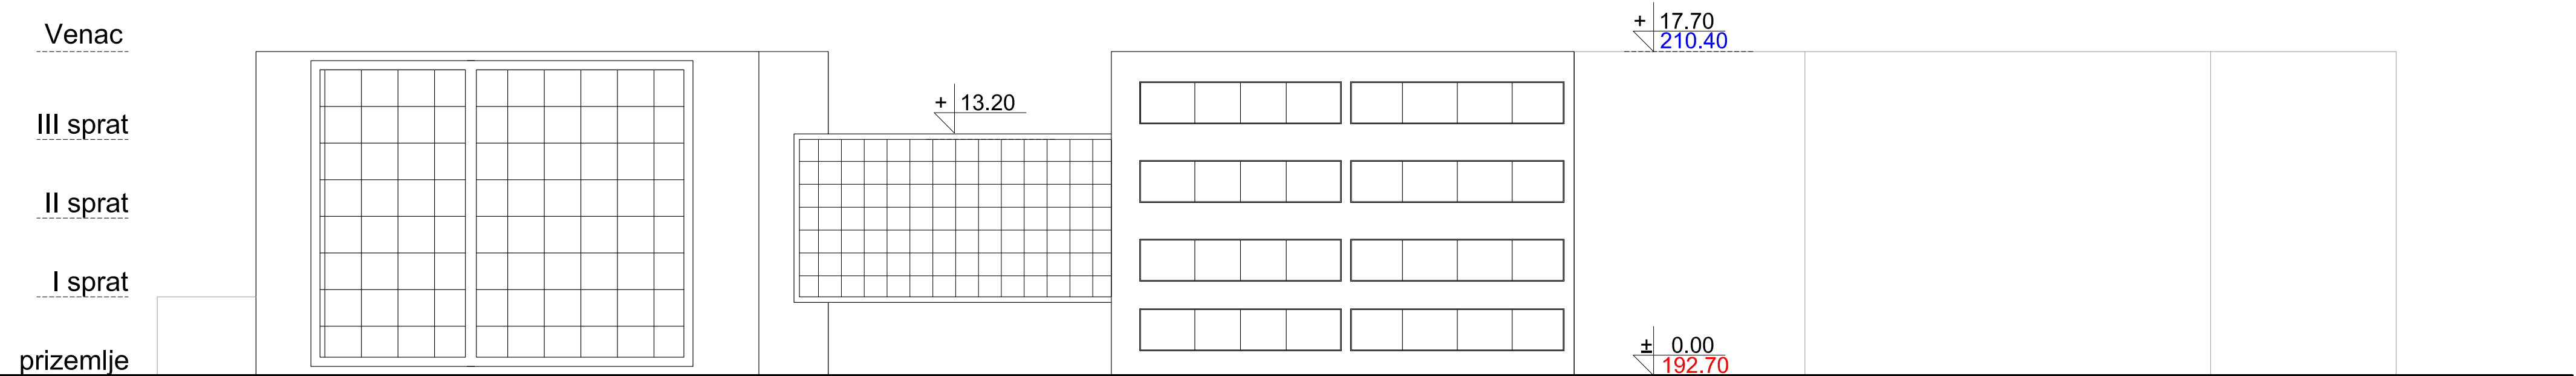 Venac
+ 17.70
210.40
+ 13.20
III sprat
II sprat
I sprat
± 0.00
prizemlje
192.70